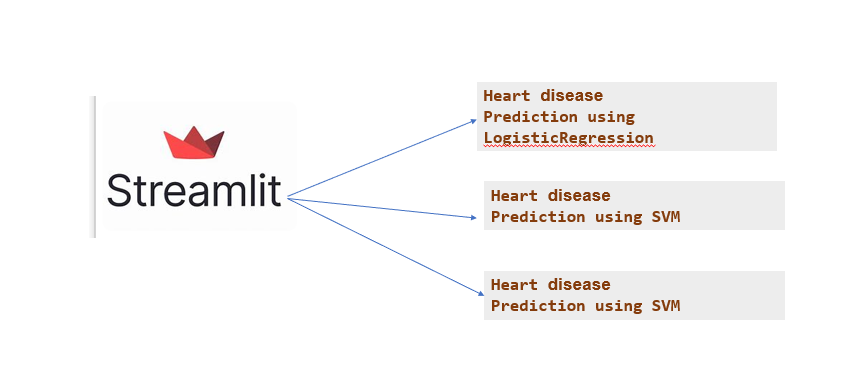 Streamlit
Heart disease
Prediction using
LogisticRegression
Heart disease
Prediction using SVM
Heart disease
Prediction using SVM